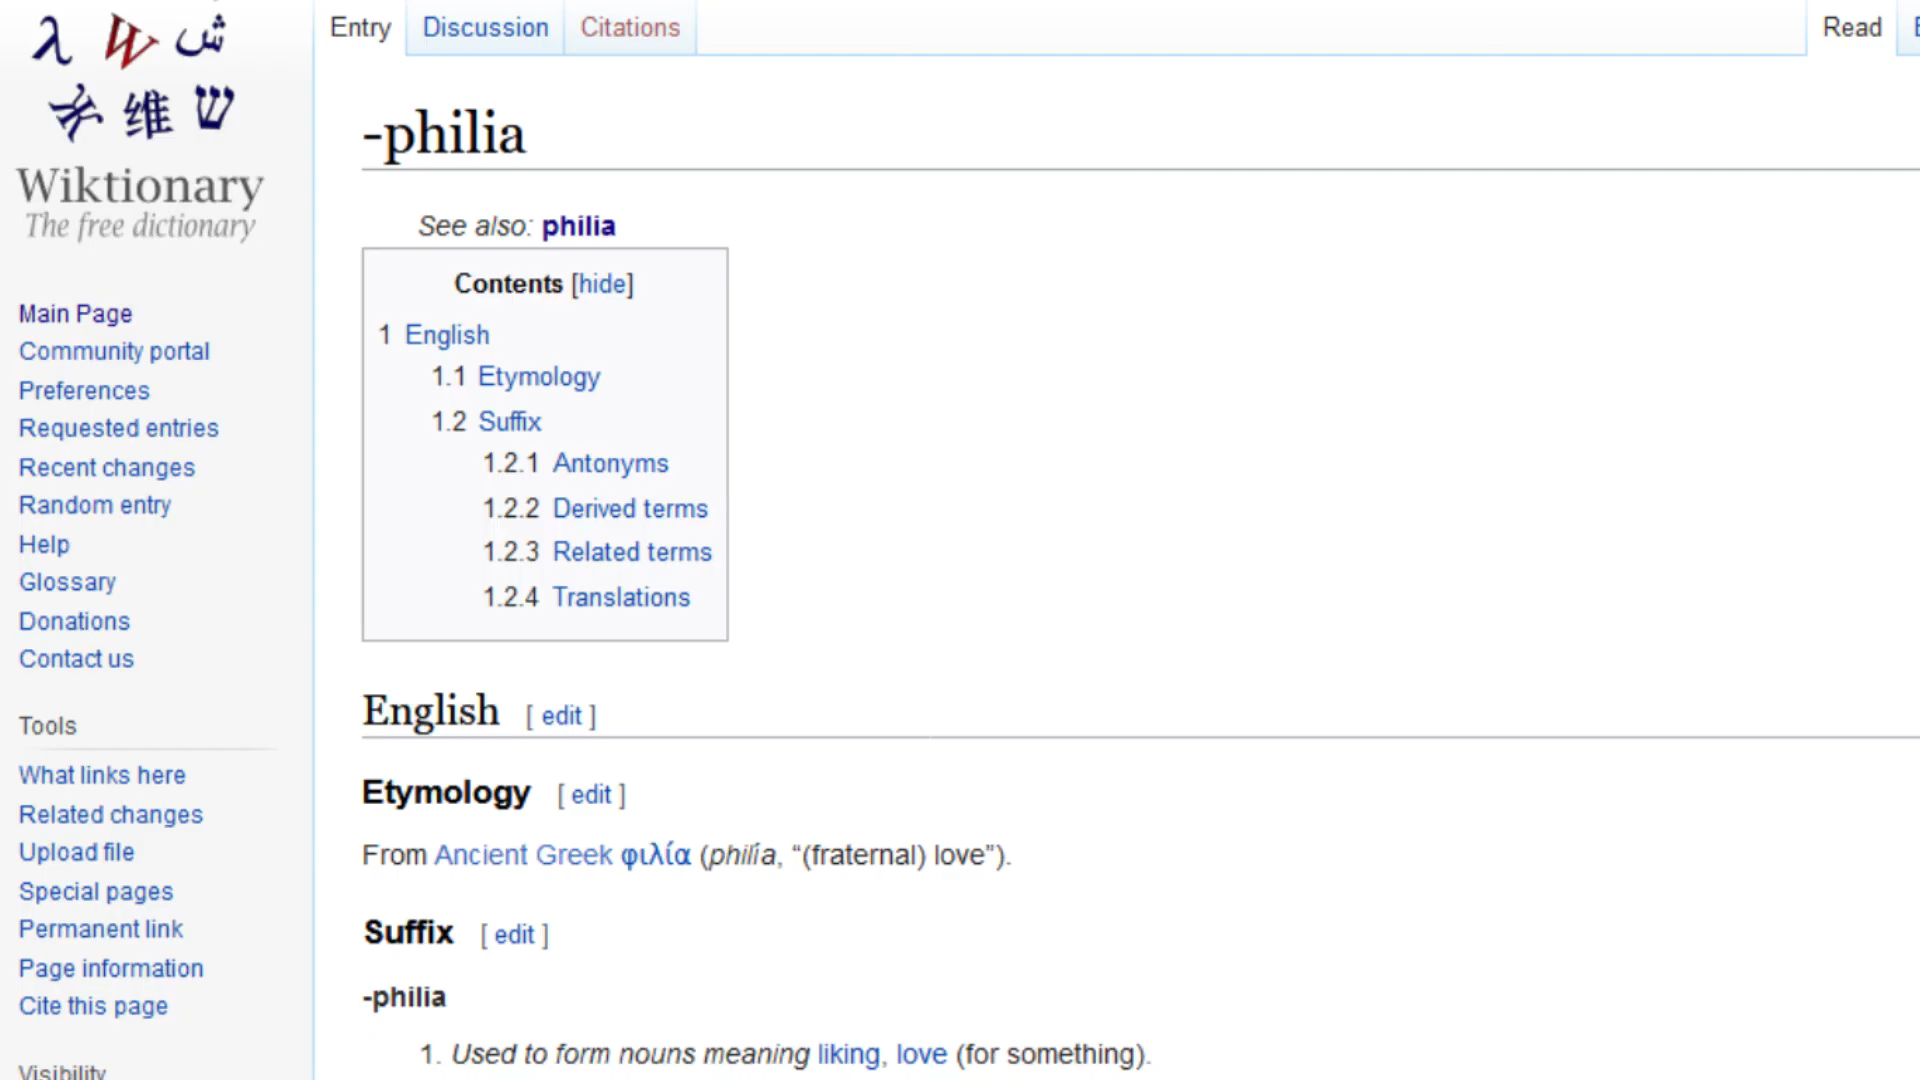 λ W ش
维 ש
Wiktionary
The free dictionary
Main Page
Community portal
Preferences
Requested entries
Recent changes
Random entry
Help
Glossary
Donations
Contact us
Tools
What links here
Related changes
Upload file
Special pages
Permanent link
Page information
Cite this page
Visibility
Entry Discussion Citations Read
-philia
See also: philia
Contents [hide]
1 English
1.1 Etymology
1.2 Suffix
1.2.1 Antonyms
1.2.2 Derived terms
1.2.3 Related terms
1.2.4 Translations
English [ edit ]
Etymology [ edit ]
From Ancient Greek φιλία (philía, “(fraternal) love”).
Suffix [ edit ]
-philia
1. Used to form nouns meaning liking, love (for something).